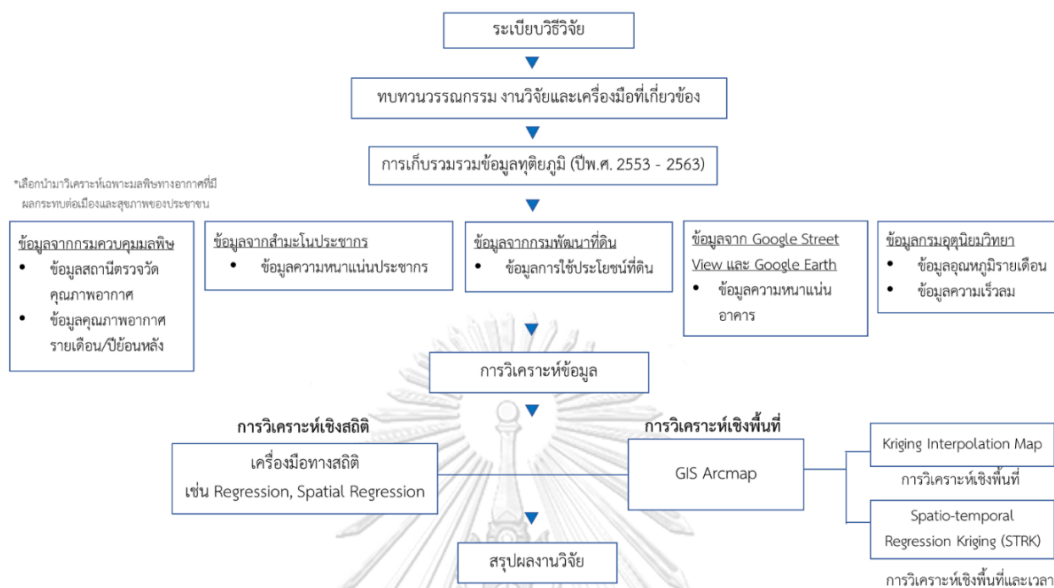 ระเบียบวิธีวิจัย
ทบทวนวรรณกรรม งานวิจัยและเครื่องมือที่เกี่ยวข้อง
การเก็บรวมรวมข้อมูลทุติยภูมิ (ปีพ.ศ. 2553 - 2563)
*เลือกนำมาวิเคราะห์เฉพาะมลพิษทางอากาศที่มี
ผลกระทบต่อเมืองและสุขภาพของประชาชน
ข้อมูลจากกรมควบคุมมลพิษ
● ข้อมูลสถานีตรวจวัด
คุณภาพอากาศ
● ข้อมูลคุณภาพอากาศ
รายเดือน/ปีย้อนหลัง
ข้อมูลจากสำมะโนประชากร
● ข้อมูลความหนาแน่นประชากร
ข้อมูลจากกรมพัฒนาที่ดิน
● ข้อมูลการใช้ประโยชน์ที่ดิน
ข้อมูลจาก Google Street
View และ Google Earth
● ข้อมูลความหนาแน่น
อาคาร
ข้อมูลกรมอุตุนิยมวิทยา
● ข้อมูลอุณหภูมิรายเดือน
● ข้อมูลความเร็วลม
การวิเคราะห์ข้อมูล
การวิเคราะห์เชิงสถิติ
เครื่องมือทางสถิติ
เช่น Regression, Spatial Regression
การวิเคราะห์เชิงพื้นที่
GIS Arcmap
Kriging Interpolation Map
การวิเคราะห์เชิงพื้นที่
Spatio-temporal
Regression Kriging (STRK)
การวิเคราะห์เชิงพื้นที่และเวลา
สรุปผลงานวิจัย